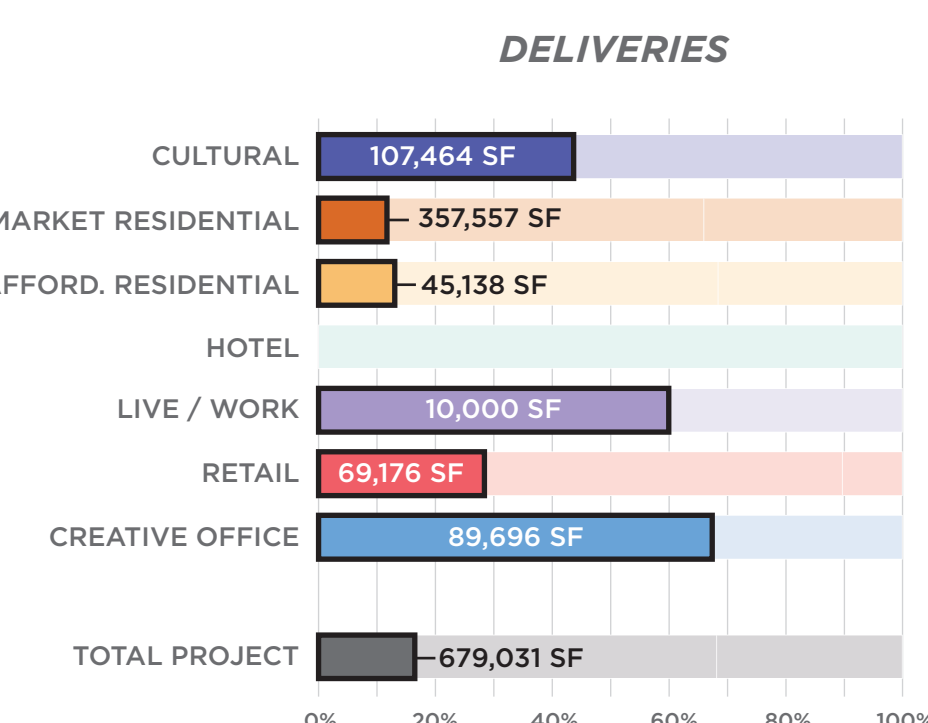 DELIVERIES
CULTURAL 107,464 SF
MARKET RESIDENTIAL 357,557 SF
FFORD. RESIDENTIAL 45,138 SF
HOTEL
LIVE / WORK 10,000 SF
RETAIL 69,176 SF
CREATIVE OFFICE 89,696 SF
TOTAL PROJECT 679,031 SF
0% 20% 40% 60% 80% 100%